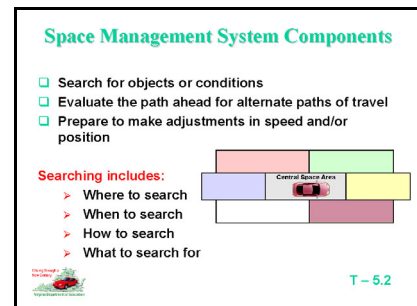 Space Management System Components
Search for objects or conditions
Evaluate the path ahead for alternate paths of travel
Prepare to make adjustments in speed and/or
position
Searching includes:
Where to search
When to search
How to search
What to search for
Central Space Area
T – 5.2